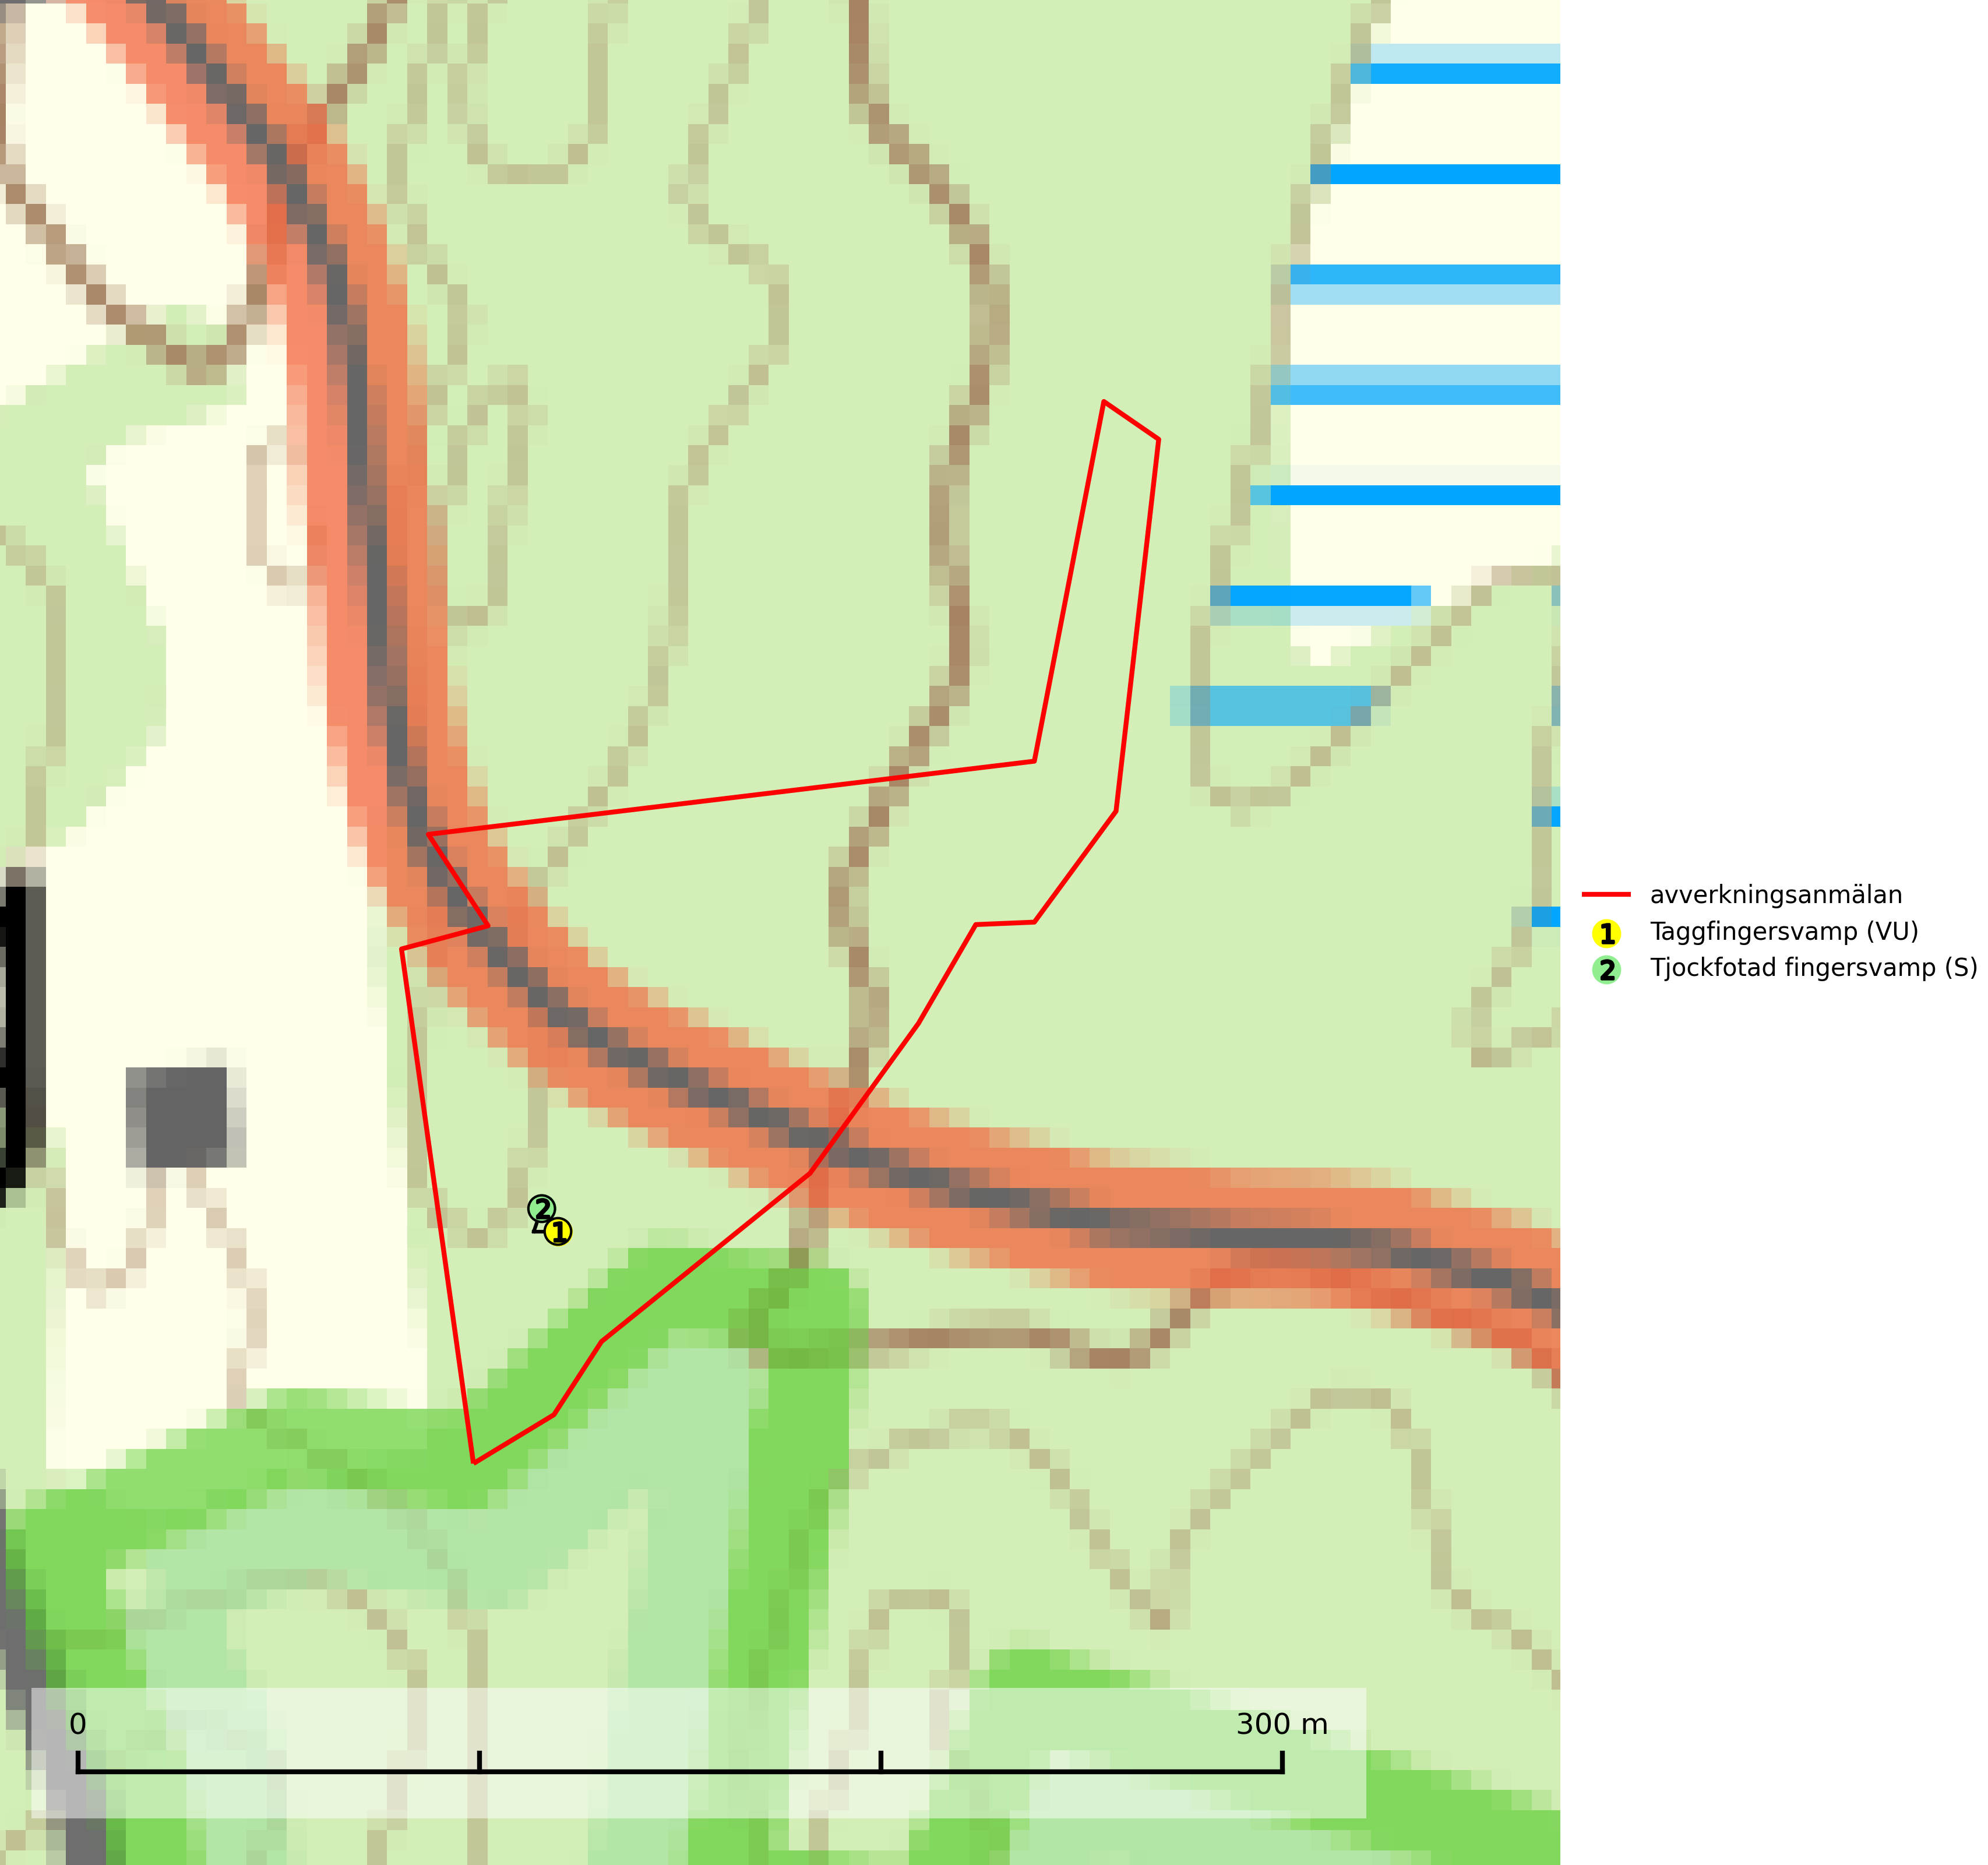 avverkningsanmälan
1 Taggfingersvamp (VU)
2 Tjockfotad fingersvamp (S)
2
1
0 300 m